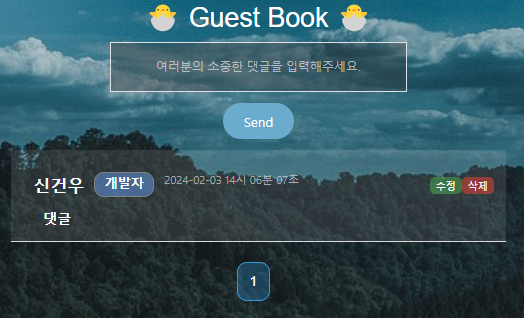 🐣 Guest Book 🐣
여러분의 소중한 댓글을 입력해주세요.
Send
신건우 개발자 2024-02-03 14시 06분 07초 수정 삭제
댓글
1